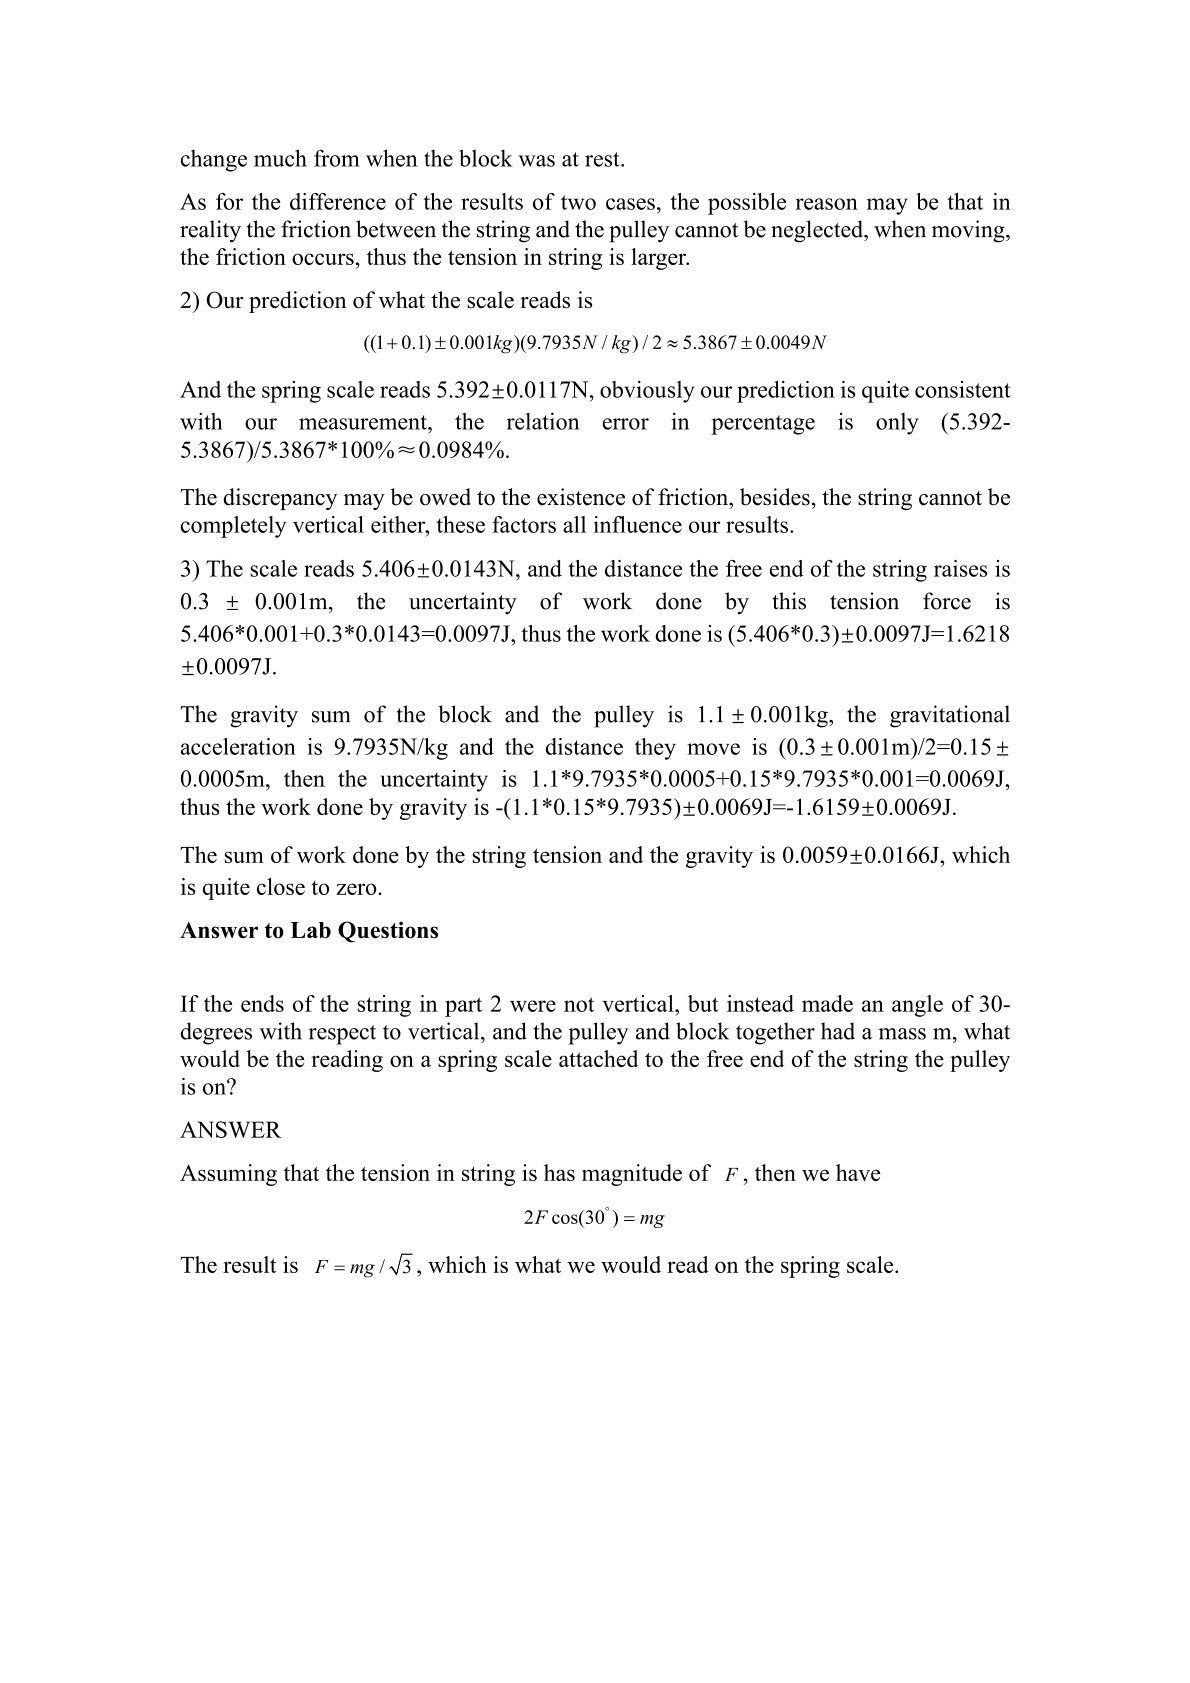 change much from when the block was at rest.
As for the difference of the results of two cases, the possible reason may be that in
reality the friction between the string and the pulley cannot be neglected, when moving,
the friction occurs, thus the tension in string is larger.
2) Our prediction of what the scale reads is
((1+0.1)±0.001kg)(9.7935N / kg) / 2 ≈ 5.3867±0.0049N
And the spring scale reads 5.392±0.0117N, obviously our prediction is quite consistent
with our measurement, the relation error in percentage is only (5.392-
5.3867)/5.3867*100%≈0.0984%.
The discrepancy may be owed to the existence of friction, besides, the string cannot be
completely vertical either, these factors all influence our results.
3) The scale reads 5.406±0.0143N, and the distance the free end of the string raises is
0.3 ± 0.001m, the uncertainty of work done by this tension force is
5.406*0.001+0.3*0.0143=0.0097J, thus the work done is (5.406*0.3)±0.0097J=1.6218
±0.0097J.
The gravity sum of the block and the pulley is 1.1 ± 0.001kg, the gravitational
acceleration is 9.7935N/kg and the distance they move is (0.3±0.001m)/2=0.15±
0.0005m, then the uncertainty is 1.1*9.7935*0.0005+0.15*9.7935*0.001=0.0069J,
thus the work done by gravity is -(1.1*0.15*9.7935)±0.0069J=-1.6159±0.0069J.
The sum of work done by the string tension and the gravity is 0.0059±0.0166J, which
is quite close to zero.
Answer to Lab Questions
If the ends of the string in part 2 were not vertical, but instead made an angle of 30-
degrees with respect to vertical, and the pulley and block together had a mass m, what
would be the reading on a spring scale attached to the free end of the string the pulley
is on?
ANSWER
Assuming that the tension in string is has magnitude of F, then we have
2F cos(30°) = mg
The result is F = mg / √3, which is what we would read on the spring scale.